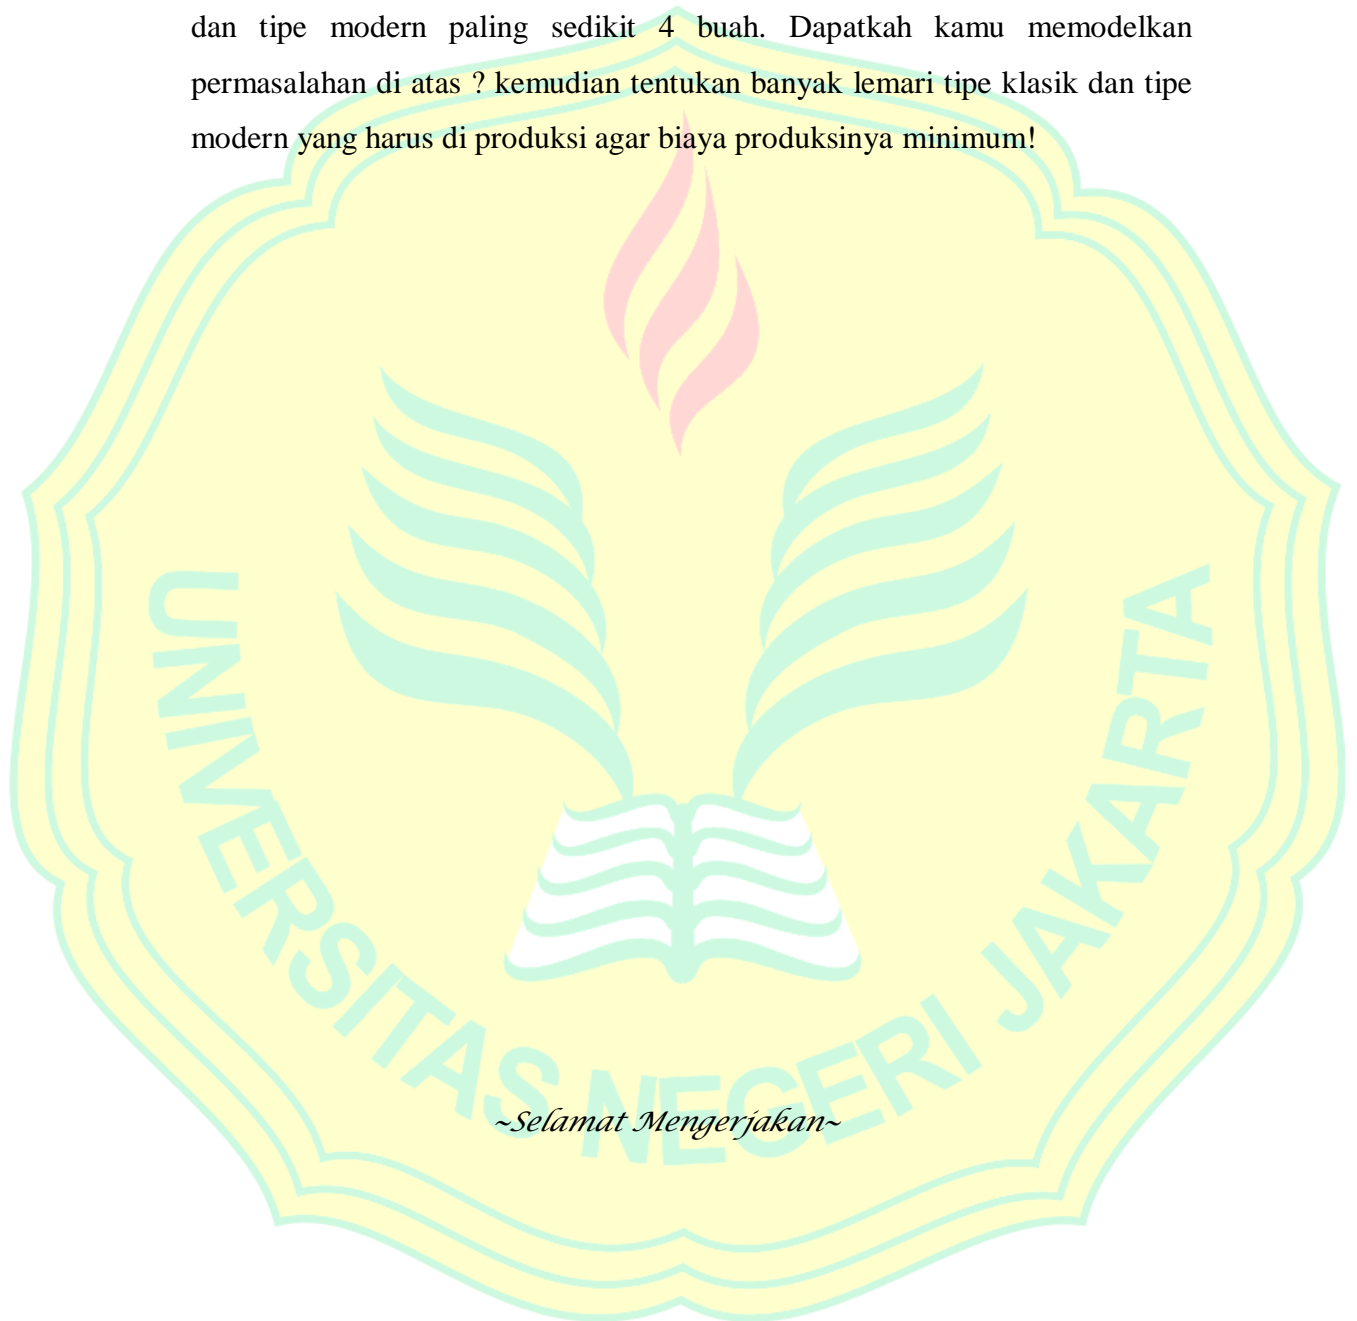 dan tipe modern paling sedikit 4 buah. Dapatkah kamu memodelkan
permasalahan di atas ? kemudian tentukan banyak lemari tipe klasik dan tipe
modern yang harus di produksi agar biaya produksinya minimum!
UNIVERSITAS NEGERI JAKARTA
~Selamat Mengerjakan~